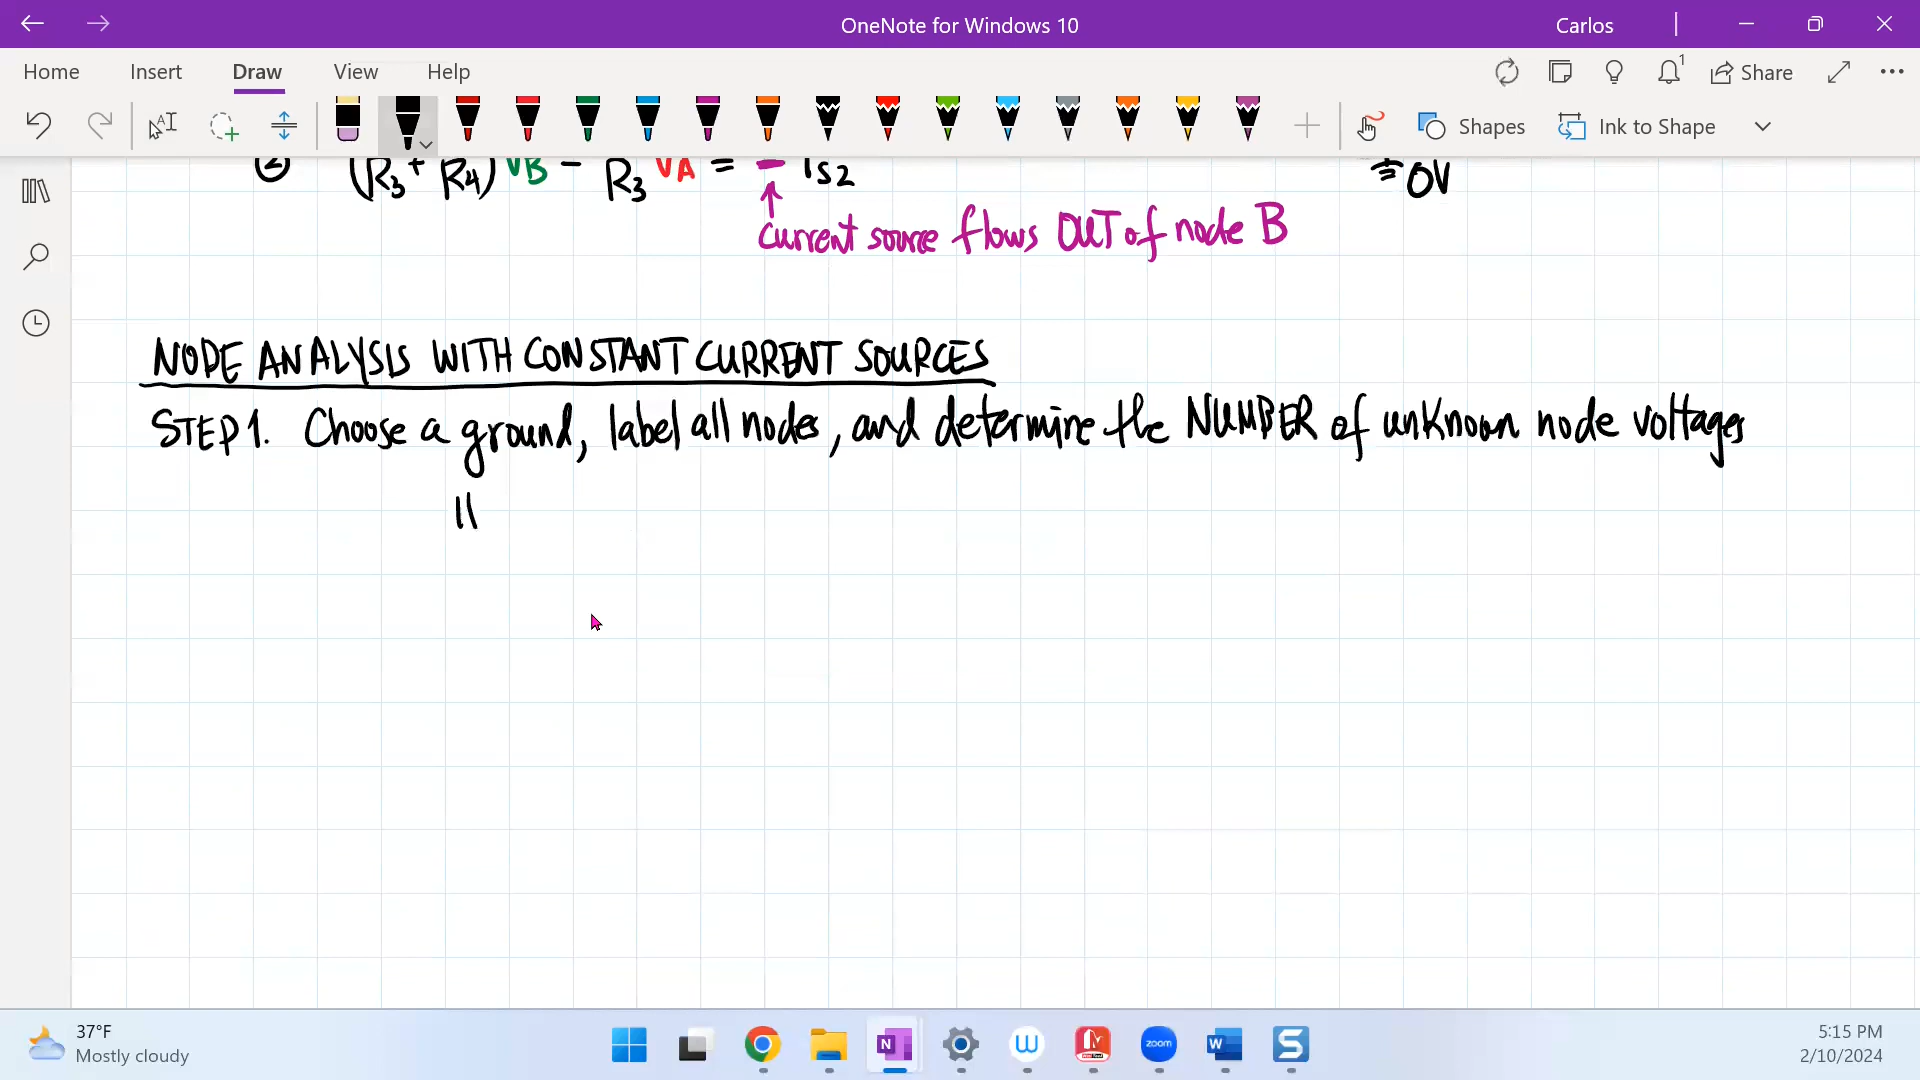 OneNote for Windows 10
Carlos
Home Insert Draw View Help
1
Share
Shapes
Ink to Shape
② (R3 + R4) VB - R3 VA = - Is2
= 0V
↑
current source flows OUT of node B
NODE ANALYSIS WITH CONSTANT CURRENT SOURCES
STEP 1. Choose a ground, label all nodes, and determine the NUMBER of unknown node voltages
37°F
Mostly cloudy
zoom
5:15 PM
2/10/2024